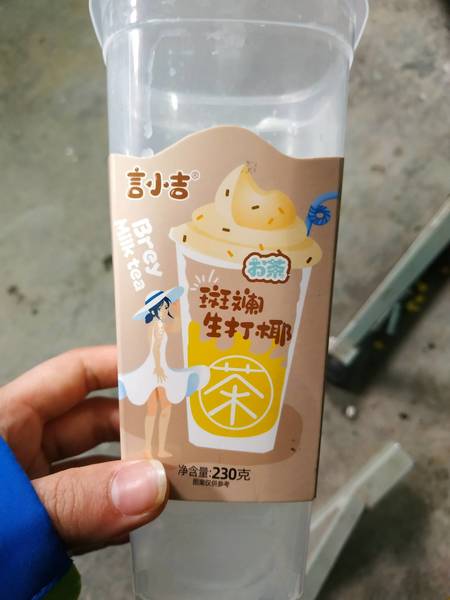 言小吉®
Brey
Milk tea
お茶
斑斓
生打椰
茶
净含量:230克
图案仅供参考